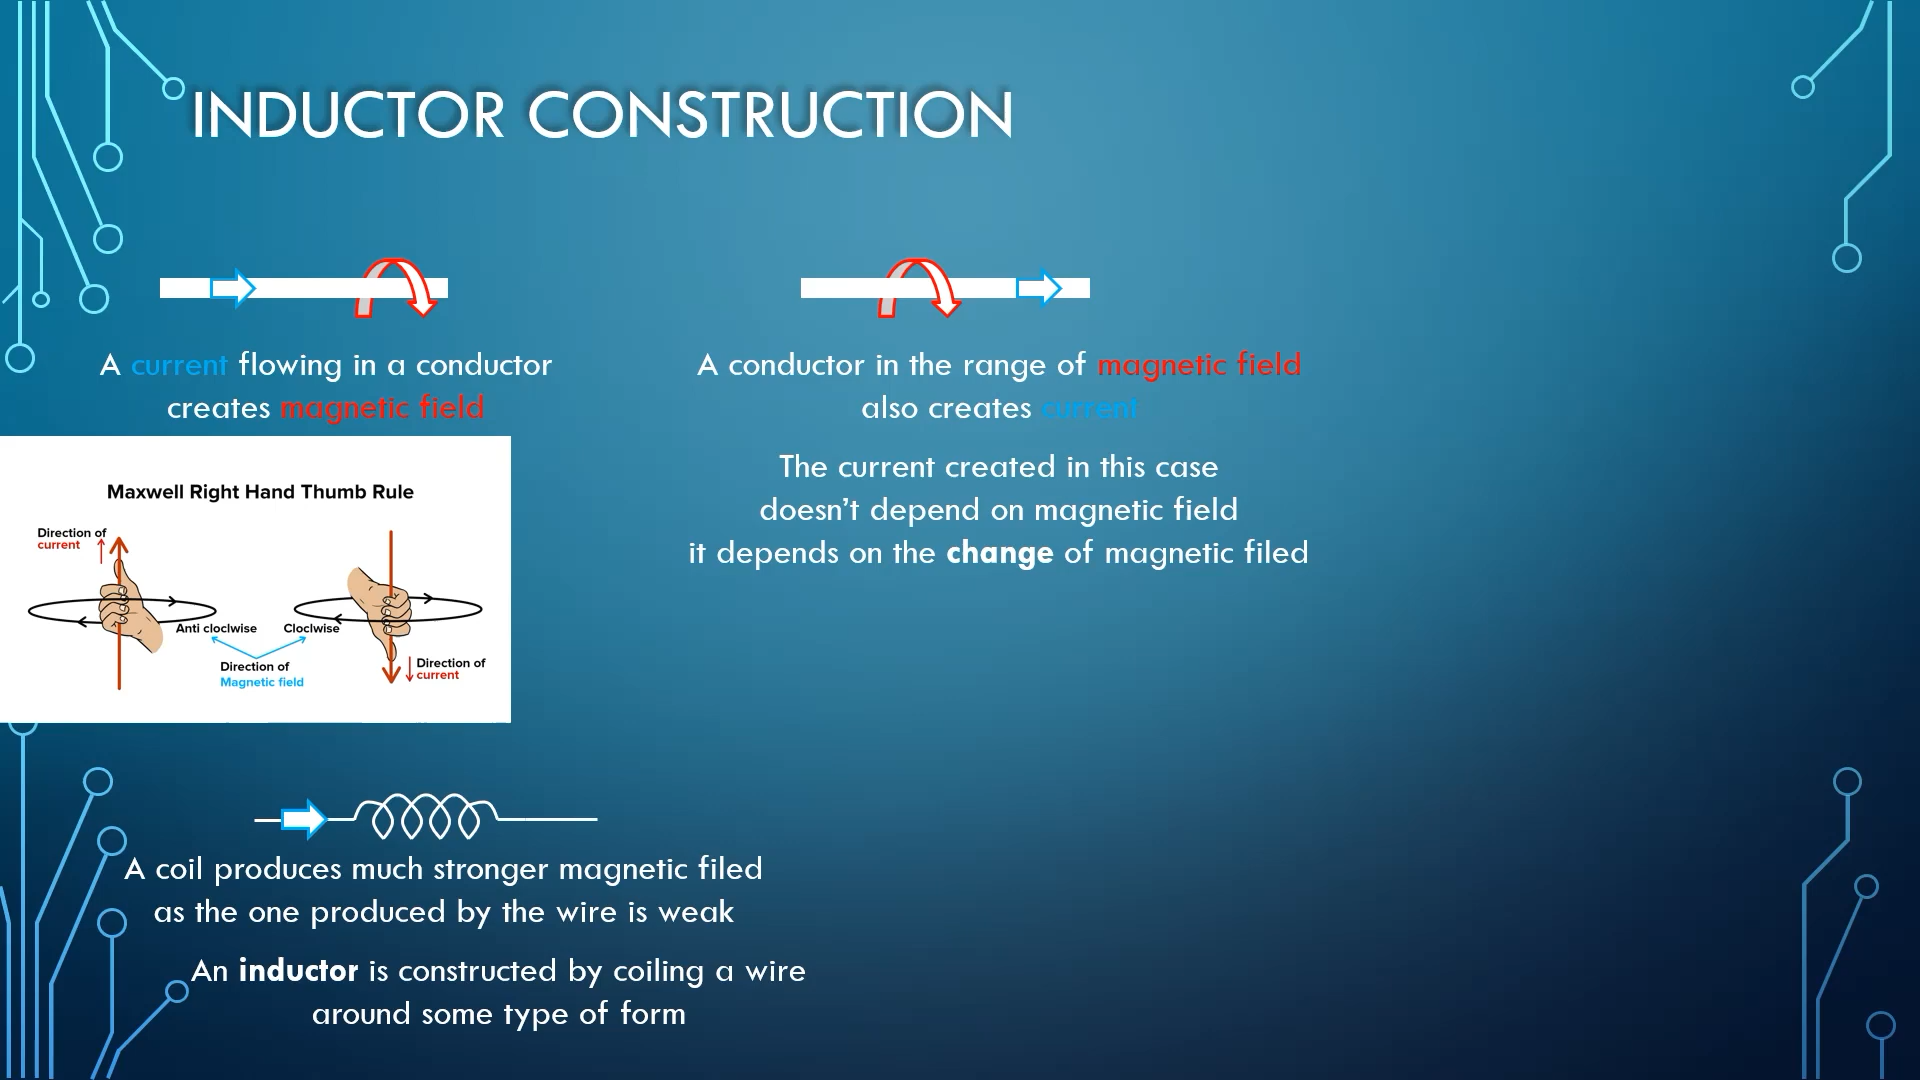 INDUCTOR CONSTRUCTION
A current flowing in a conductor
creates magnetic field
A conductor in the range of magnetic field
also creates current
The current created in this case
doesn’t depend on magnetic field
it depends on the change of magnetic filed
Maxwell Right Hand Thumb Rule
Direction of
current
Anti cloclwise
Cloclwise
Direction of
Magnetic field
Direction of
current
A coil produces much stronger magnetic filed
as the one produced by the wire is weak
An inductor is constructed by coiling a wire
around some type of form